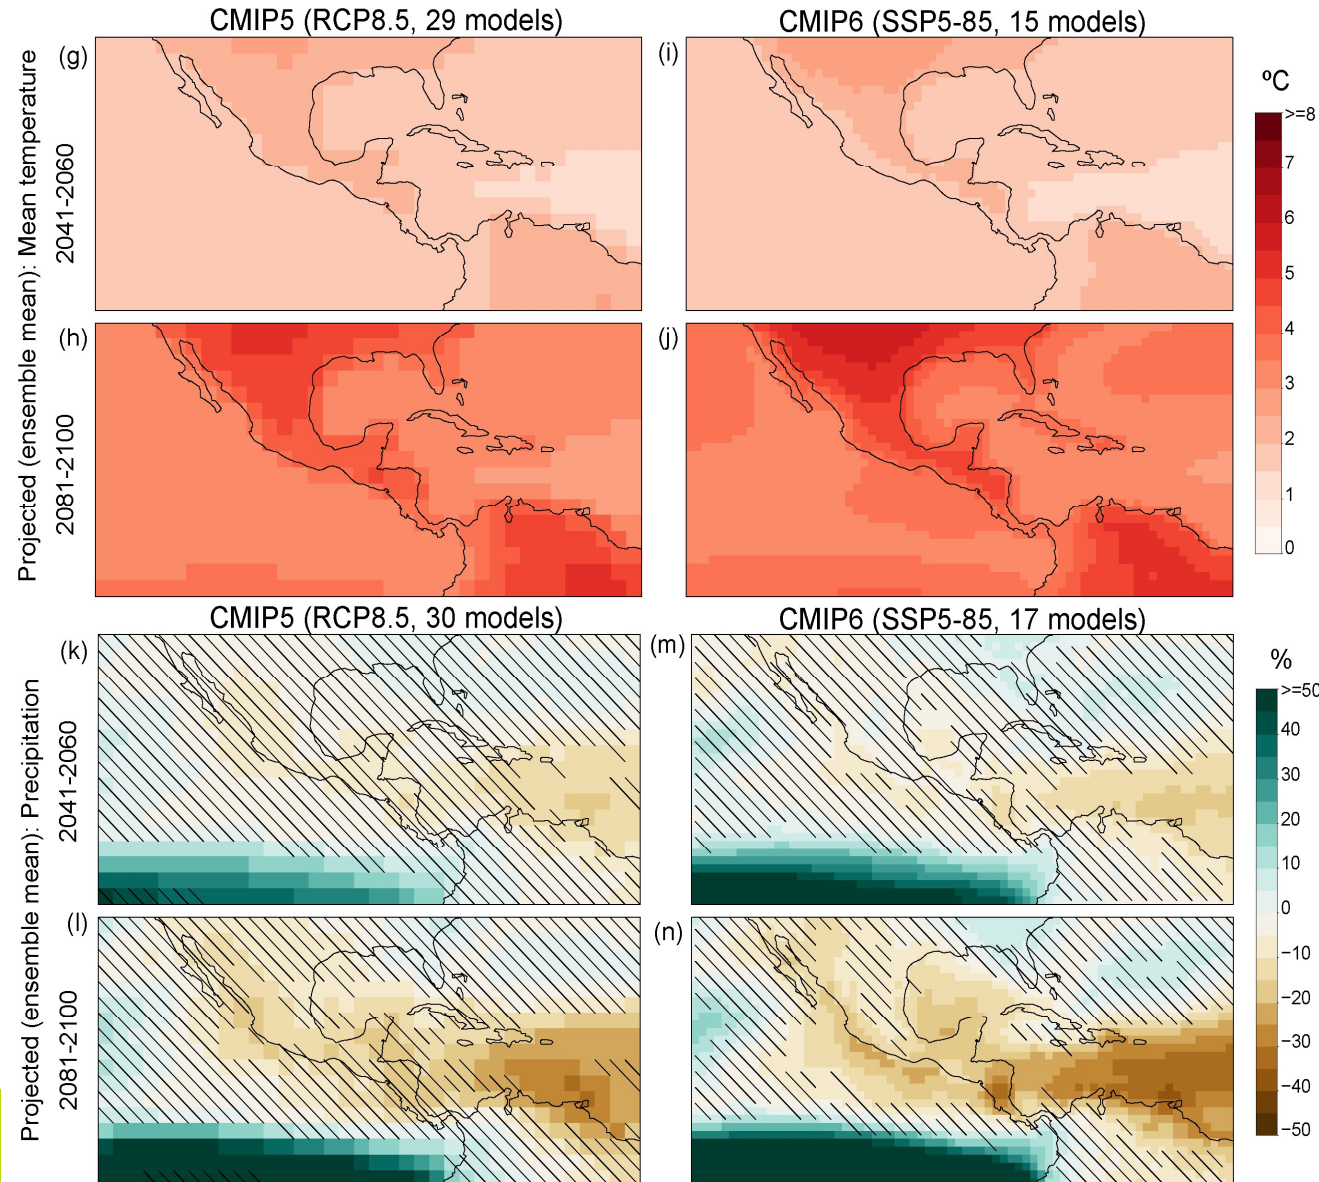 CMIP5 (RCP8.5, 29 models)
CMIP6 (SSP5-85, 15 models)
Projected (ensemble mean): Mean temperature
2041-2060
(g)
(i)
2081-2100
(h)
(j)
ºC
>=8
7
6
5
4
3
2
1
0
CMIP5 (RCP8.5, 30 models)
CMIP6 (SSP5-85, 17 models)
Projected (ensemble mean): Precipitation
2041-2060
(k)
(m)
2081-2100
(l)
(n)
%
>=50
40
30
20
10
0
−10
−20
−30
−40
−50